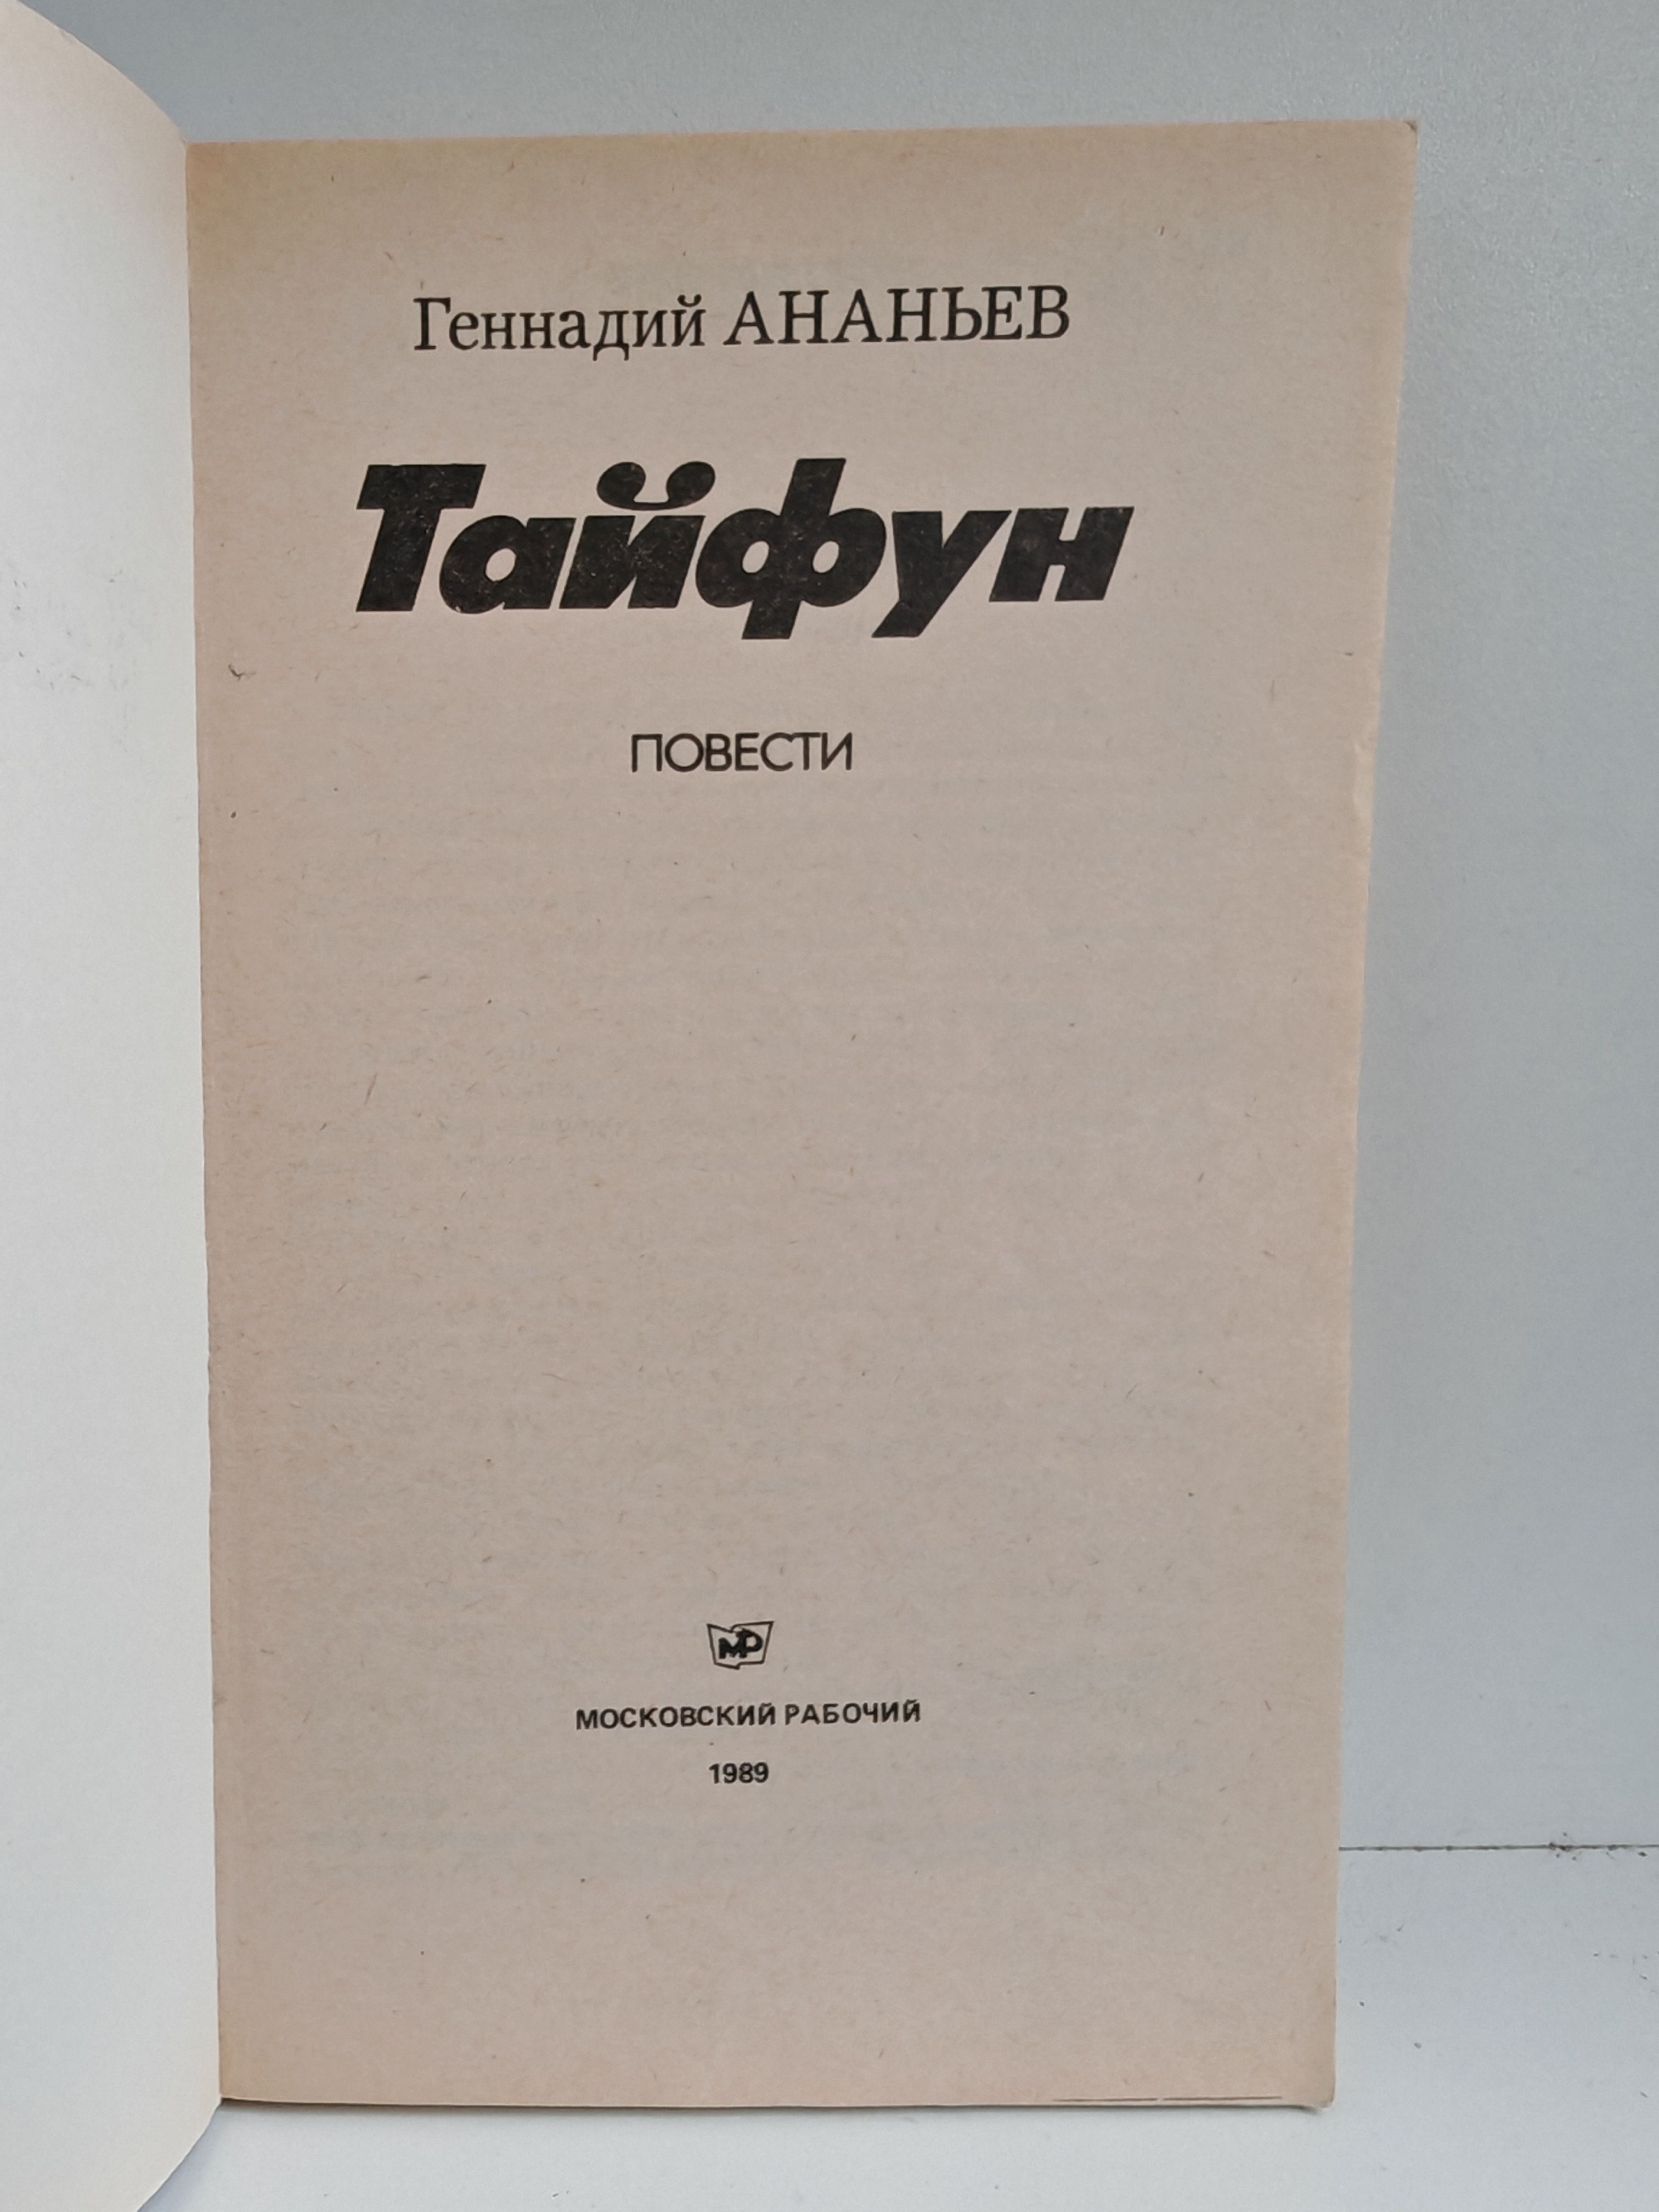 Геннадий АНАНЬЕВ
Тайфун
ПОВЕСТИ
МР
МОСКОВСКИЙ РАБОЧИЙ
1989